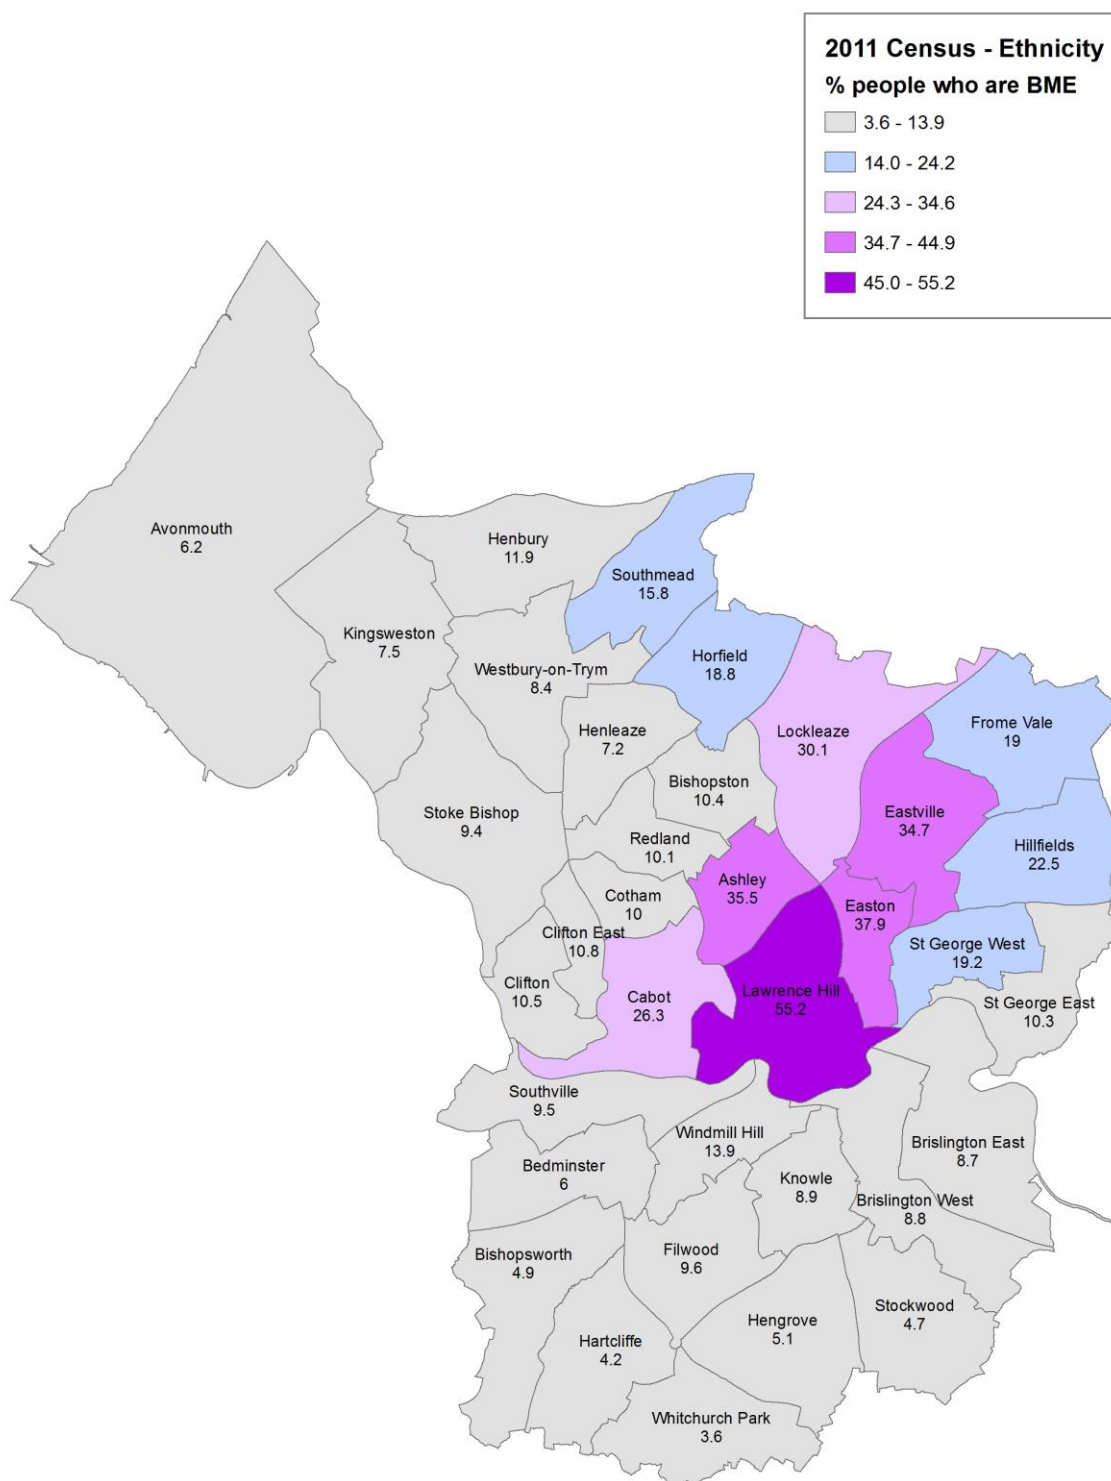 2011 Census - Ethnicity
% people who are BME
3.6 - 13.9
14.0 - 24.2
24.3 - 34.6
34.7 - 44.9
45.0 - 55.2
Avonmouth
6.2
Henbury
11.9
Southmead
15.8
Kingsweston
7.5
Westbury-on-Trym
8.4
Horfield
18.8
Henleaze
7.2
Lockleaze
30.1
Frome Vale
19
Bishopston
10.4
Stoke Bishop
9.4
Eastville
34.7
Redland
10.1
Hillfields
22.5
Ashley
35.5
Cotham
10
Easton
37.9
Clifton East
10.8
St George West
19.2
Clifton
10.5
Cabot
26.3
Lawrence Hill
55.2
St George East
10.3
Southville
9.5
Windmill Hill
13.9
Brislington East
8.7
Bedminster
6
Knowle
8.9
Brislington West
8.8
Bishopsworth
4.9
Filwood
9.6
Stockwood
4.7
Hengrove
5.1
Hartcliffe
4.2
Whitchurch Park
3.6